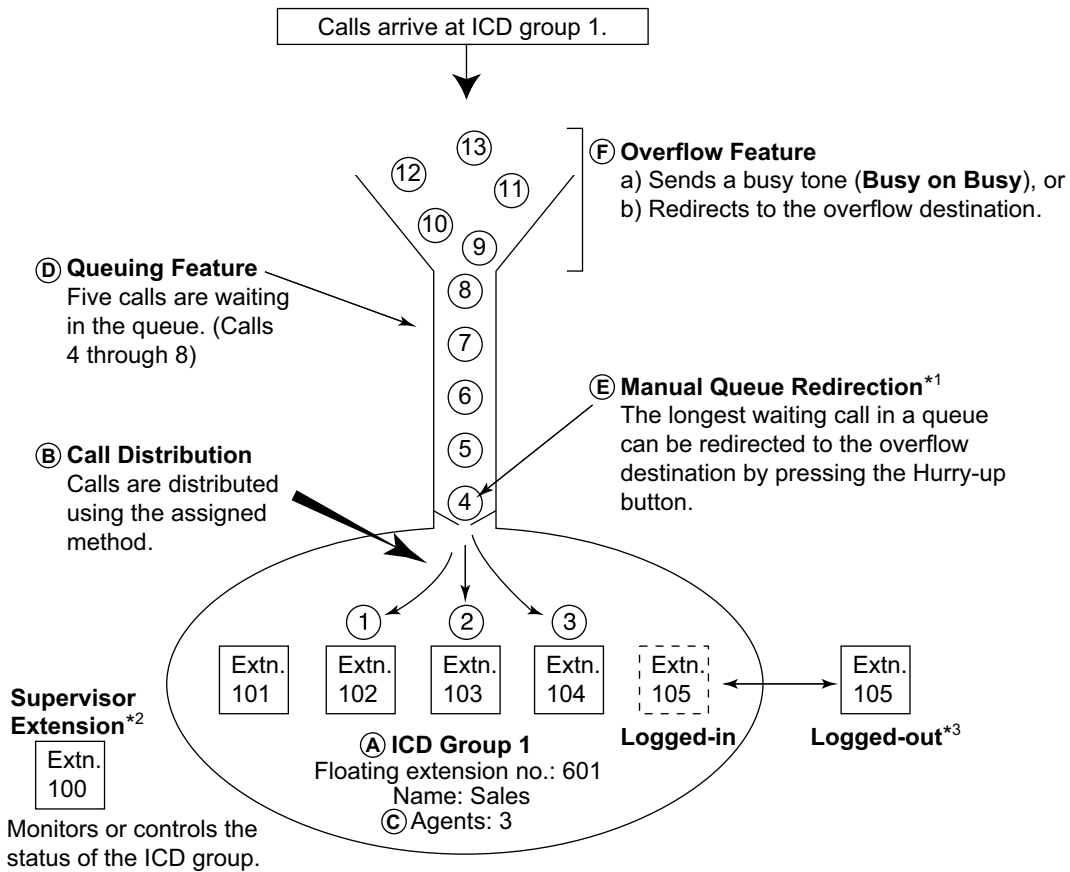 Calls arrive at ICD group 1.
13
12
11
10
9
Ⓕ Overflow Feature
a) Sends a busy tone (Busy on Busy), or
b) Redirects to the overflow destination.
Ⓓ Queuing Feature
Five calls are waiting
in the queue. (Calls
4 through 8)
8
7
6
5
4
Ⓔ Manual Queue Redirection*1
The longest waiting call in a queue
can be redirected to the overflow
destination by pressing the Hurry-up
button.
Ⓑ Call Distribution
Calls are distributed
using the assigned
method.
1 2 3
Extn.
101
Extn.
102
Extn.
103
Extn.
104
Extn.
105
Extn.
105
Logged-in
Logged-out*3
Supervisor
Extension*2
Extn.
100
Monitors or controls the
status of the ICD group.
Ⓐ ICD Group 1
Floating extension no.: 601
Name: Sales
Ⓒ Agents: 3